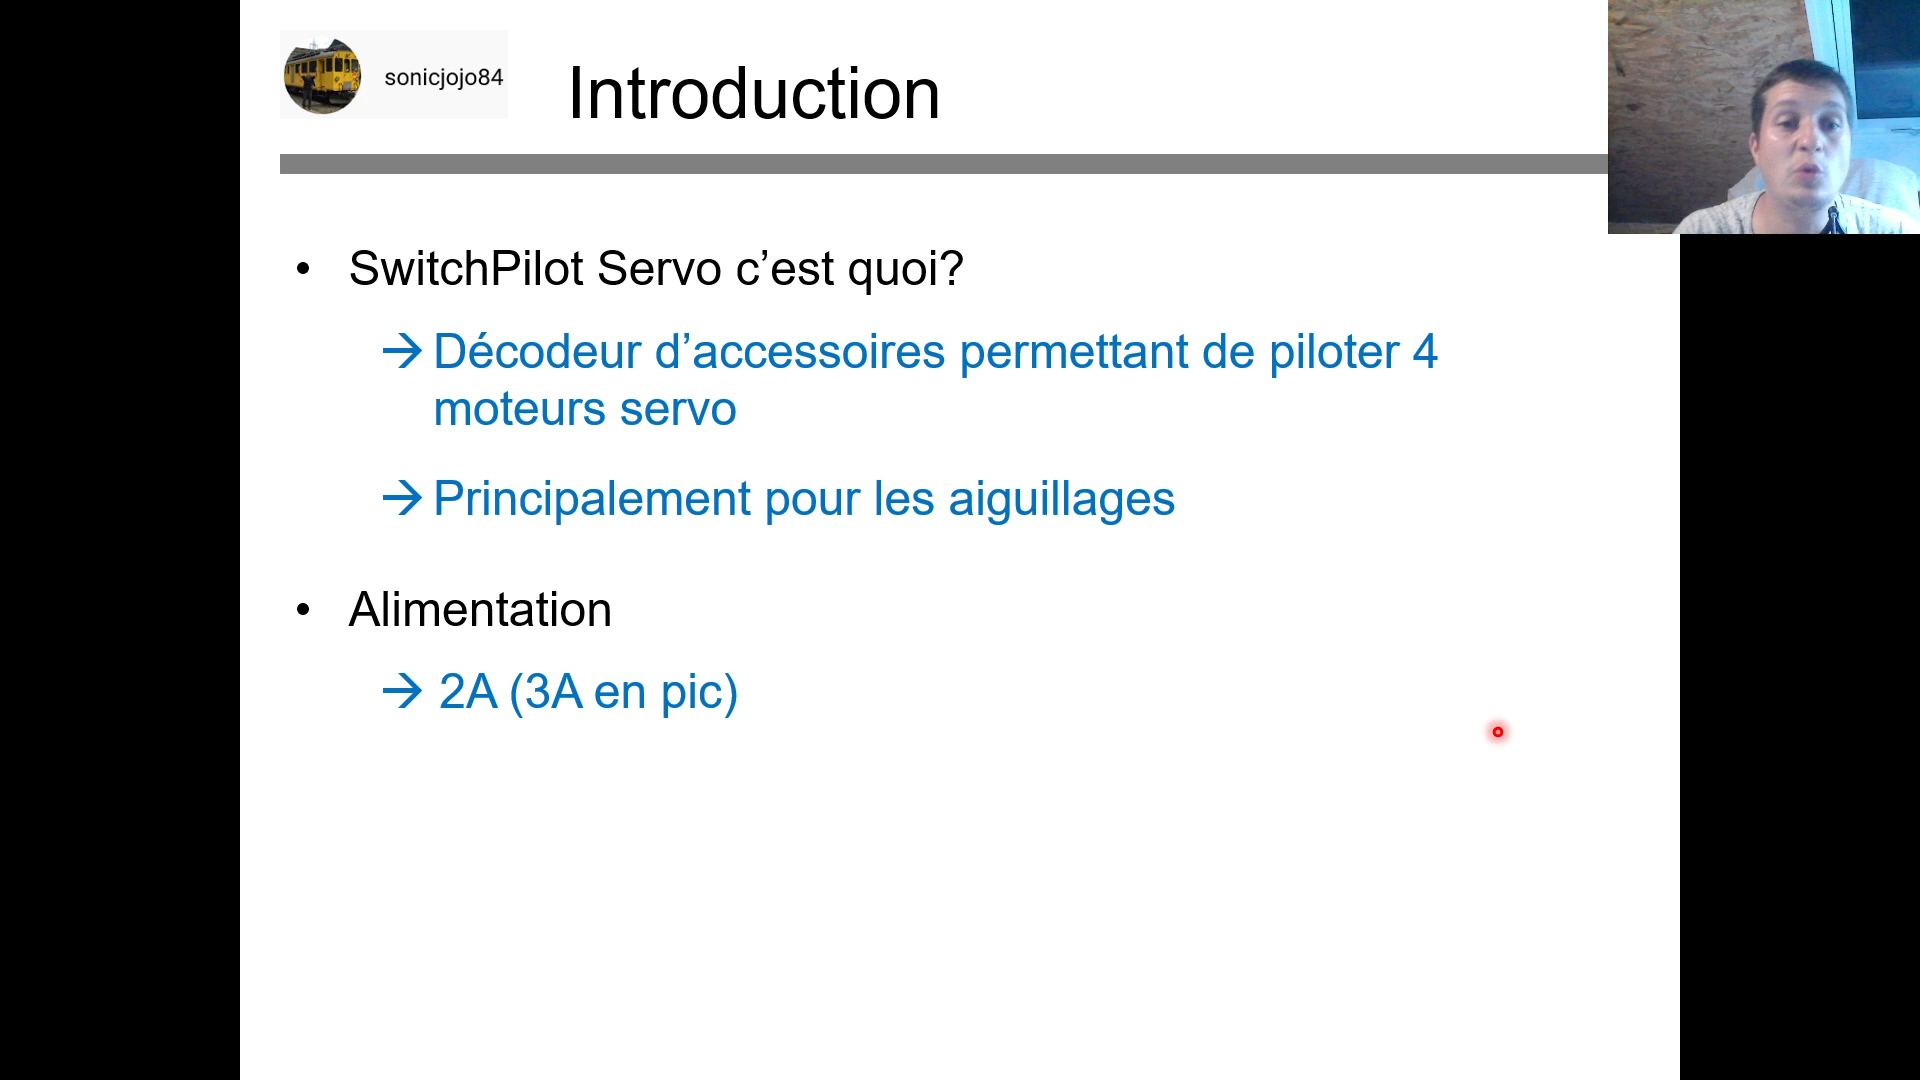 sonicjojo84
Introduction
• SwitchPilot Servo c’est quoi?
→ Décodeur d’accessoires permettant de piloter 4
moteurs servo
→ Principalement pour les aiguillages
• Alimentation
→ 2A (3A en pic)